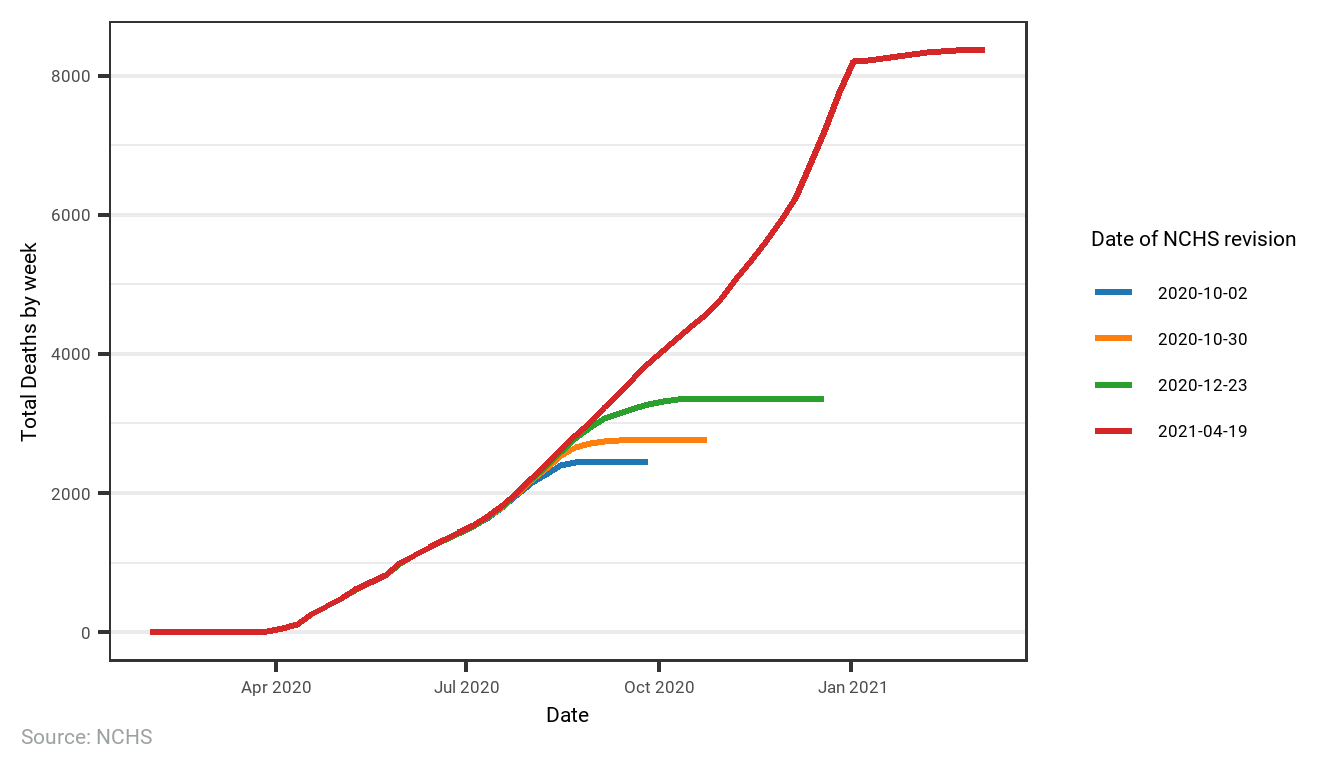 8000
6000
4000
2000
0
Total Deaths by week
Apr 2020
Jul 2020
Oct 2020
Jan 2021
Date
Date of NCHS revision
2020-10-02
2020-10-30
2020-12-23
2021-04-19
Source: NCHS